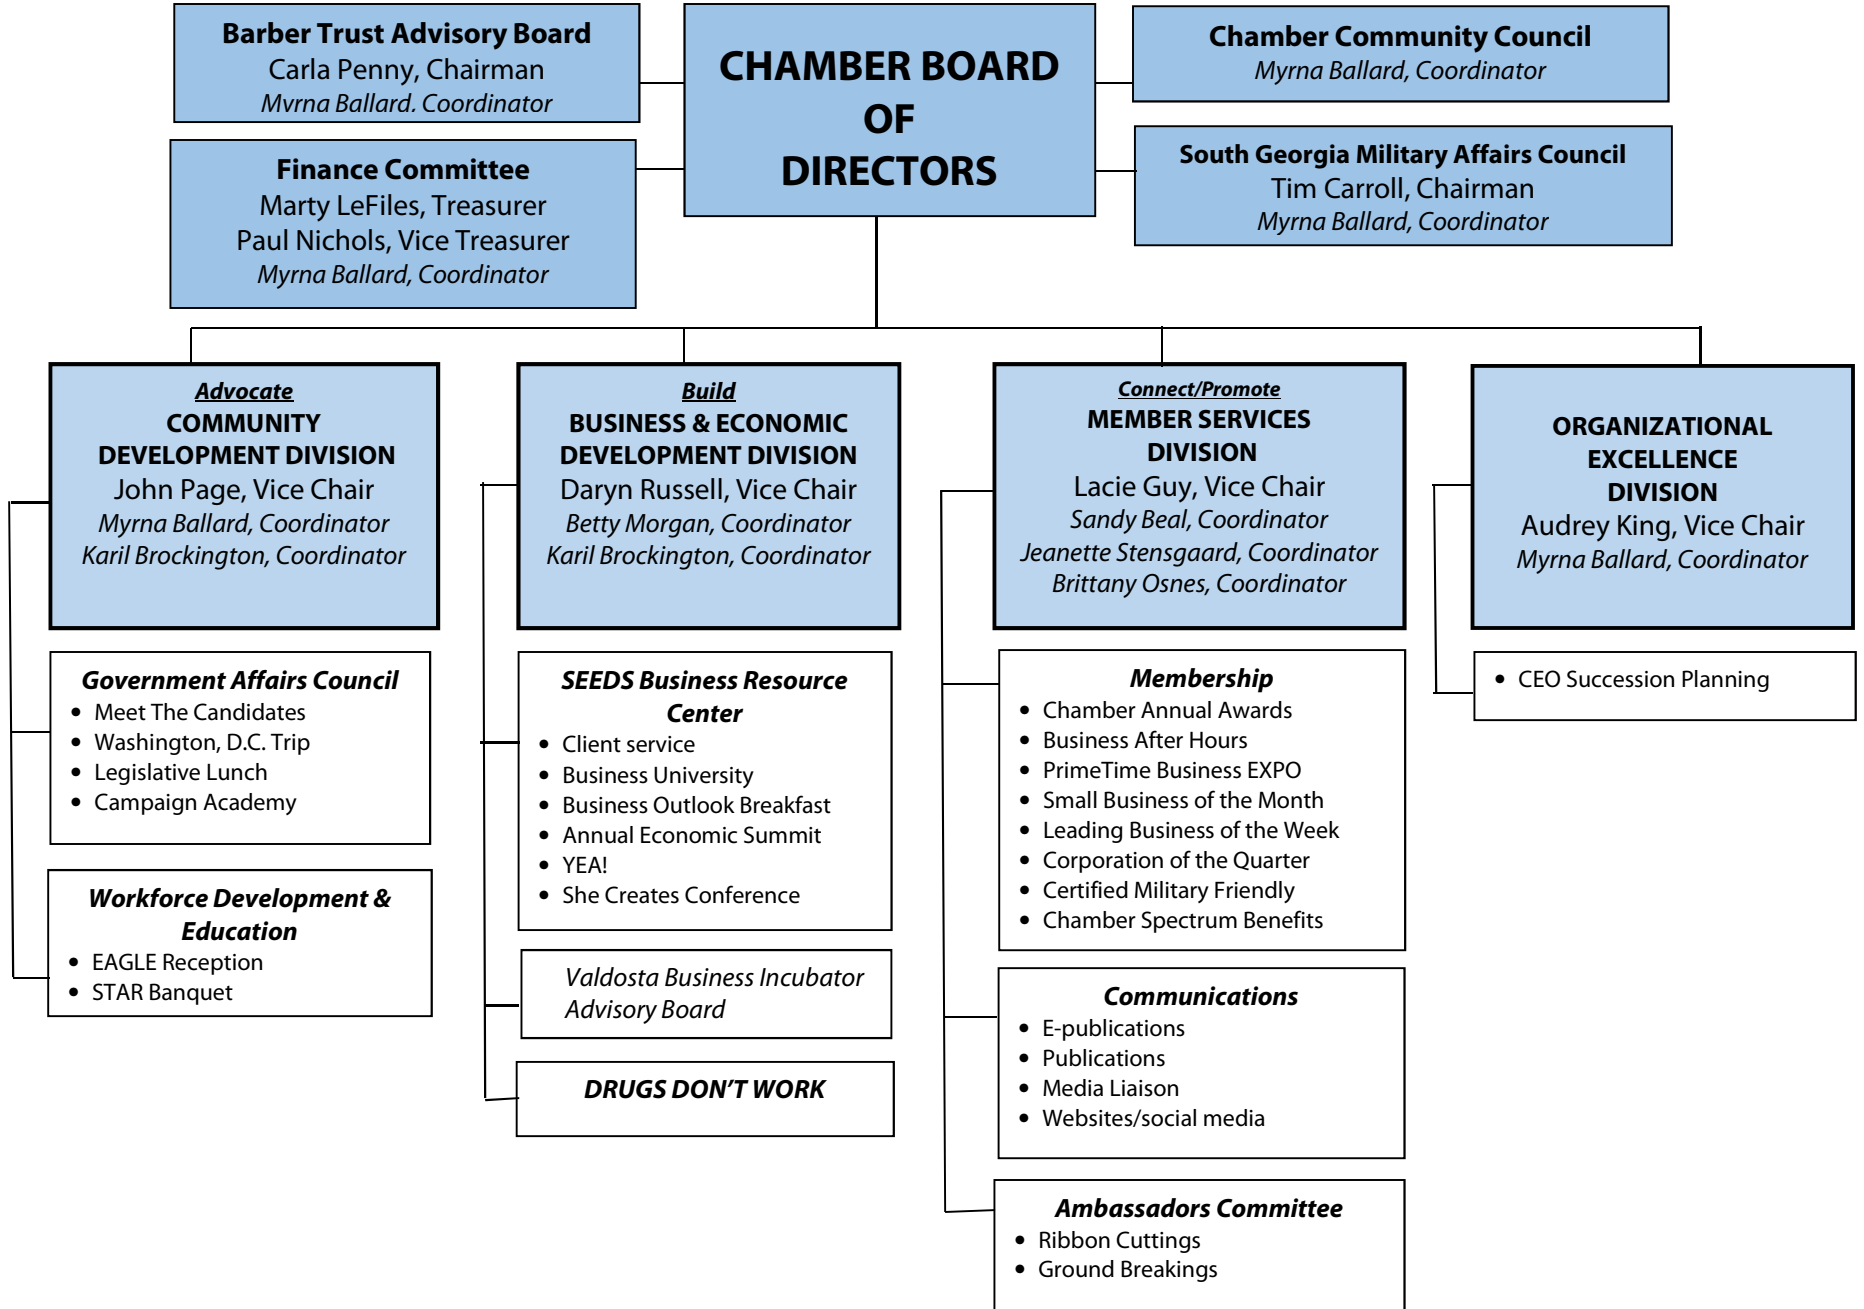 Barber Trust Advisory Board
Carla Penny, Chairman
Myrna Ballard. Coordinator
CHAMBER BOARD
OF
DIRECTORS
Chamber Community Council
Myrna Ballard, Coordinator
Finance Committee
Marty LeFiles, Treasurer
Paul Nichols, Vice Treasurer
Myrna Ballard, Coordinator
South Georgia Military Affairs Council
Tim Carroll, Chairman
Myrna Ballard, Coordinator
Advocate
COMMUNITY
DEVELOPMENT DIVISION
John Page, Vice Chair
Myrna Ballard, Coordinator
Karil Brockington, Coordinator
Government Affairs Council
• Meet The Candidates
• Washington, D.C. Trip
• Legislative Lunch
• Campaign Academy
Workforce Development &
Education
• EAGLE Reception
• STAR Banquet
Build
BUSINESS & ECONOMIC
DEVELOPMENT DIVISION
Daryn Russell, Vice Chair
Betty Morgan, Coordinator
Karil Brockington, Coordinator
SEEDS Business Resource
Center
• Client service
• Business University
• Business Outlook Breakfast
• Annual Economic Summit
• YEA!
• She Creates Conference
Valdosta Business Incubator
Advisory Board
DRUGS DON'T WORK
Connect/Promote
MEMBER SERVICES
DIVISION
Lacie Guy, Vice Chair
Sandy Beal, Coordinator
Jeanette Stensgaard, Coordinator
Brittany Osnes, Coordinator
Membership
• Chamber Annual Awards
• Business After Hours
• PrimeTime Business EXPO
• Small Business of the Month
• Leading Business of the Week
• Corporation of the Quarter
• Certified Military Friendly
• Chamber Spectrum Benefits
Communications
• E-publications
• Publications
• Media Liaison
• Websites/social media
Ambassadors Committee
• Ribbon Cuttings
• Ground Breakings
ORGANIZATIONAL
EXCELLENCE
DIVISION
Audrey King, Vice Chair
Myrna Ballard, Coordinator
• CEO Succession Planning